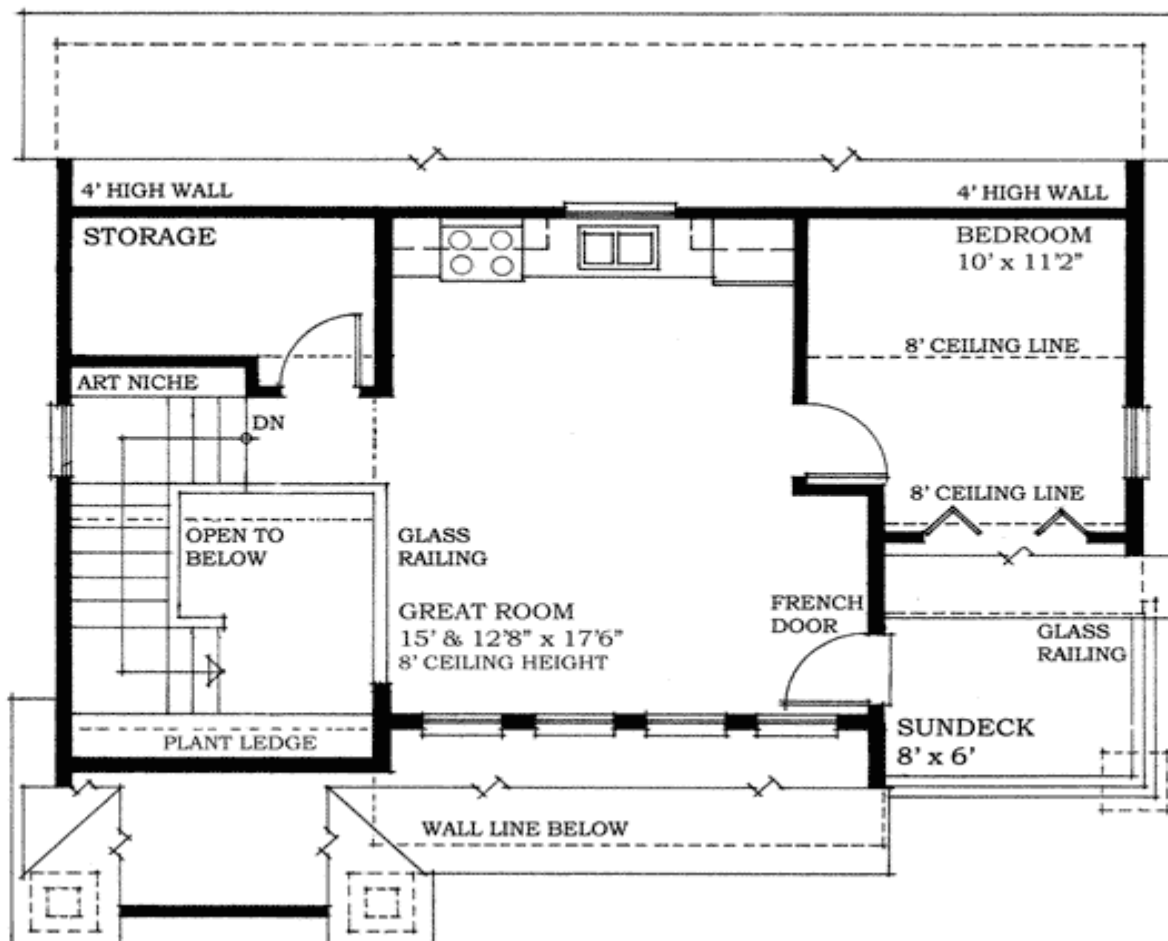 4' HIGH WALL
4' HIGH WALL
STORAGE
BEDROOM
10' x 11'2"
8' CEILING LINE
ART NICHE
DN
8' CEILING LINE
OPEN TO
BELOW
GLASS
RAILING
GREAT ROOM
15' & 12'8" x 17'6"
8' CEILING HEIGHT
FRENCH
DOOR
GLASS
RAILING
SUNDECK
8' x 6'
PLANT LEDGE
WALL LINE BELOW